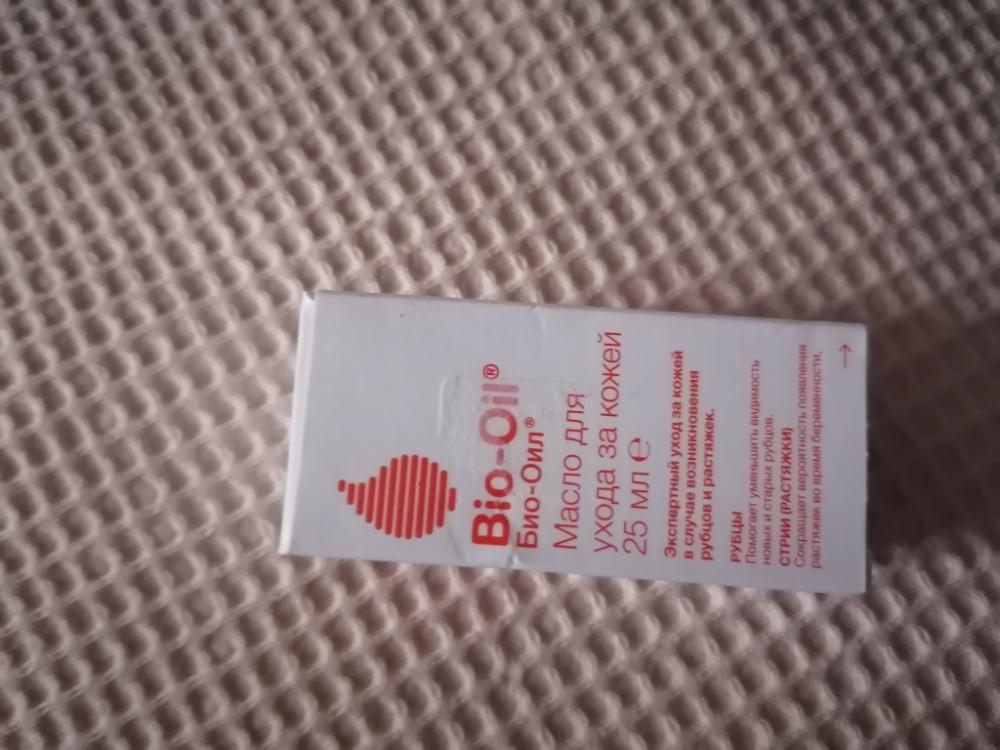 Bio-Oil®
Био-Оил®
Масло для
ухода за кожей
25 мл ℮
Экспертный уход за кожей
в случае возникновения
рубцов и растяжек.
РУБЦЫ
Помогает уменьшить видимость
новых и старых рубцов.
СТРИИ (РАСТЯЖКИ)
Сокращает вероятность появления
растяжек во время беременности,
→